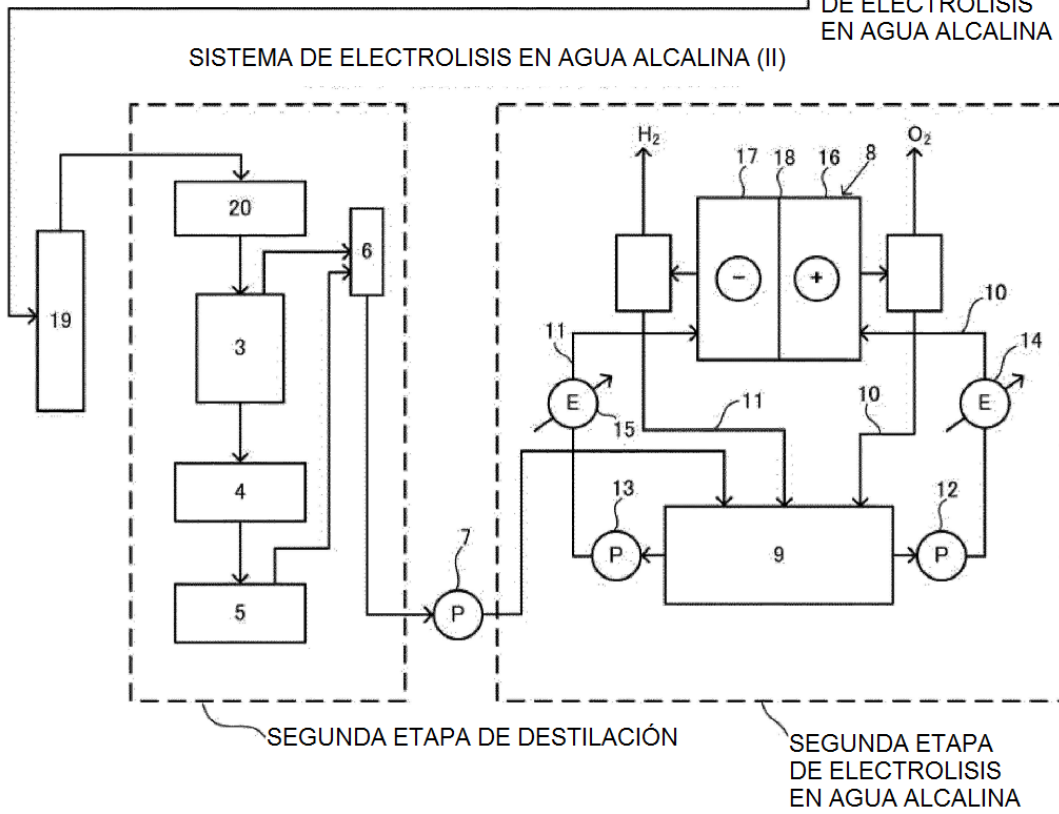 DE ELECTROLISIS
EN AGUA ALCALINA
SISTEMA DE ELECTROLISIS EN AGUA ALCALINA (II)
H2
O2
17
18
16
8
20
6
-
+
10
19
3
11
14
E
E
15
11
10
4
13
12
7
P
9
P
5
P
SEGUNDA ETAPA DE DESTILACIÓN
SEGUNDA ETAPA
DE ELECTROLISIS
EN AGUA ALCALINA